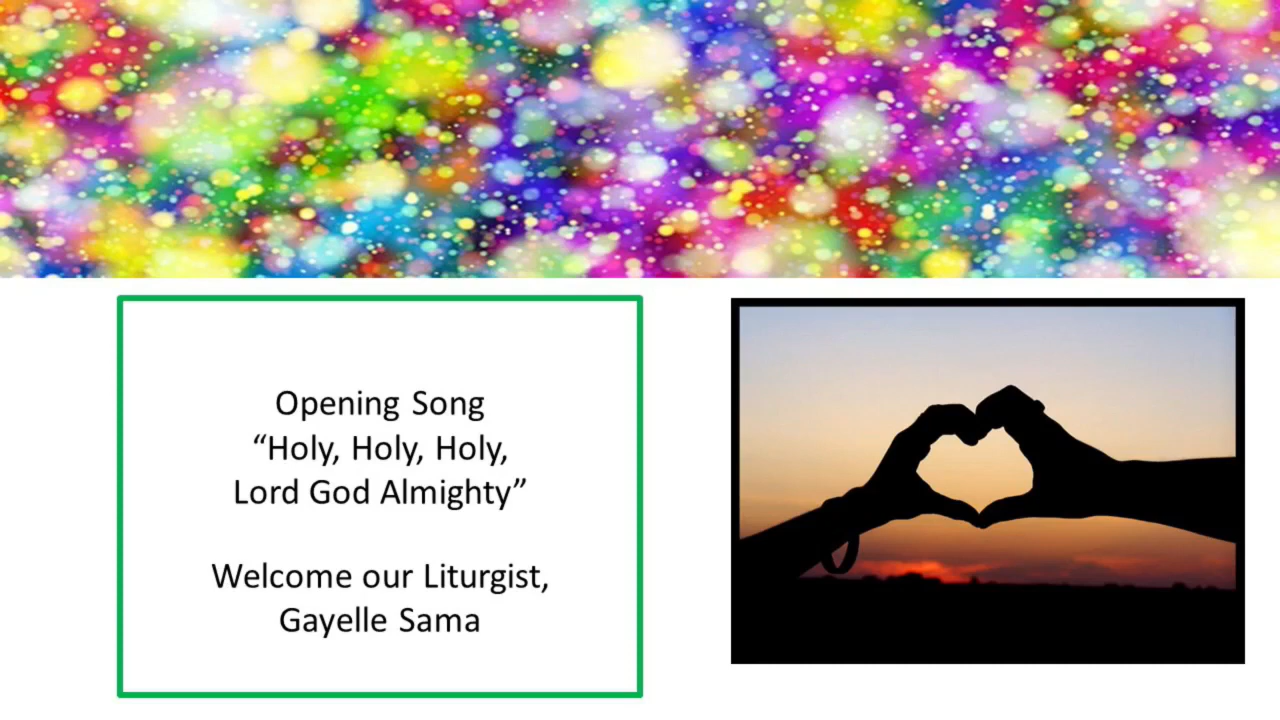 Opening Song
“Holy, Holy, Holy,
Lord God Almighty”
Welcome our Liturgist,
Gayelle Sama